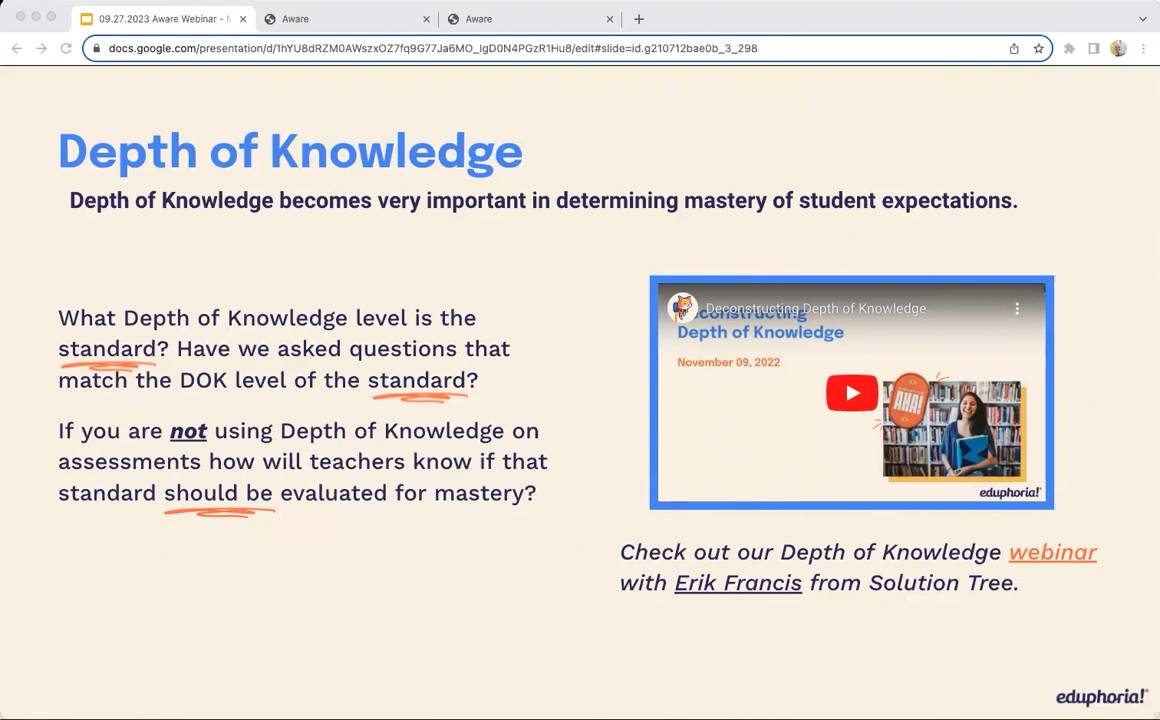 09.27.2023 Aware Webinar -
Aware
Aware
docs.google.com/presentation/d/1hYU8dRZM0AWszxOZ7fq9G77Ja6MO_IgD0N4PGzR1Hu8/edit#slide=id.g210712bae0b_3_298
Depth of Knowledge
Depth of Knowledge becomes very important in determining mastery of student expectations.
What Depth of Knowledge level is the
standard? Have we asked questions that
match the DOK level of the standard?
If you are not using Depth of Knowledge on
assessments how will teachers know if that
standard should be evaluated for mastery?
Deconstructing Depth of Knowledge
Deconstructing
Depth of Knowledge
November 09, 2022
AHA!
eduphoria!
Check out our Depth of Knowledge webinar
with Erik Francis from Solution Tree.
eduphoria!